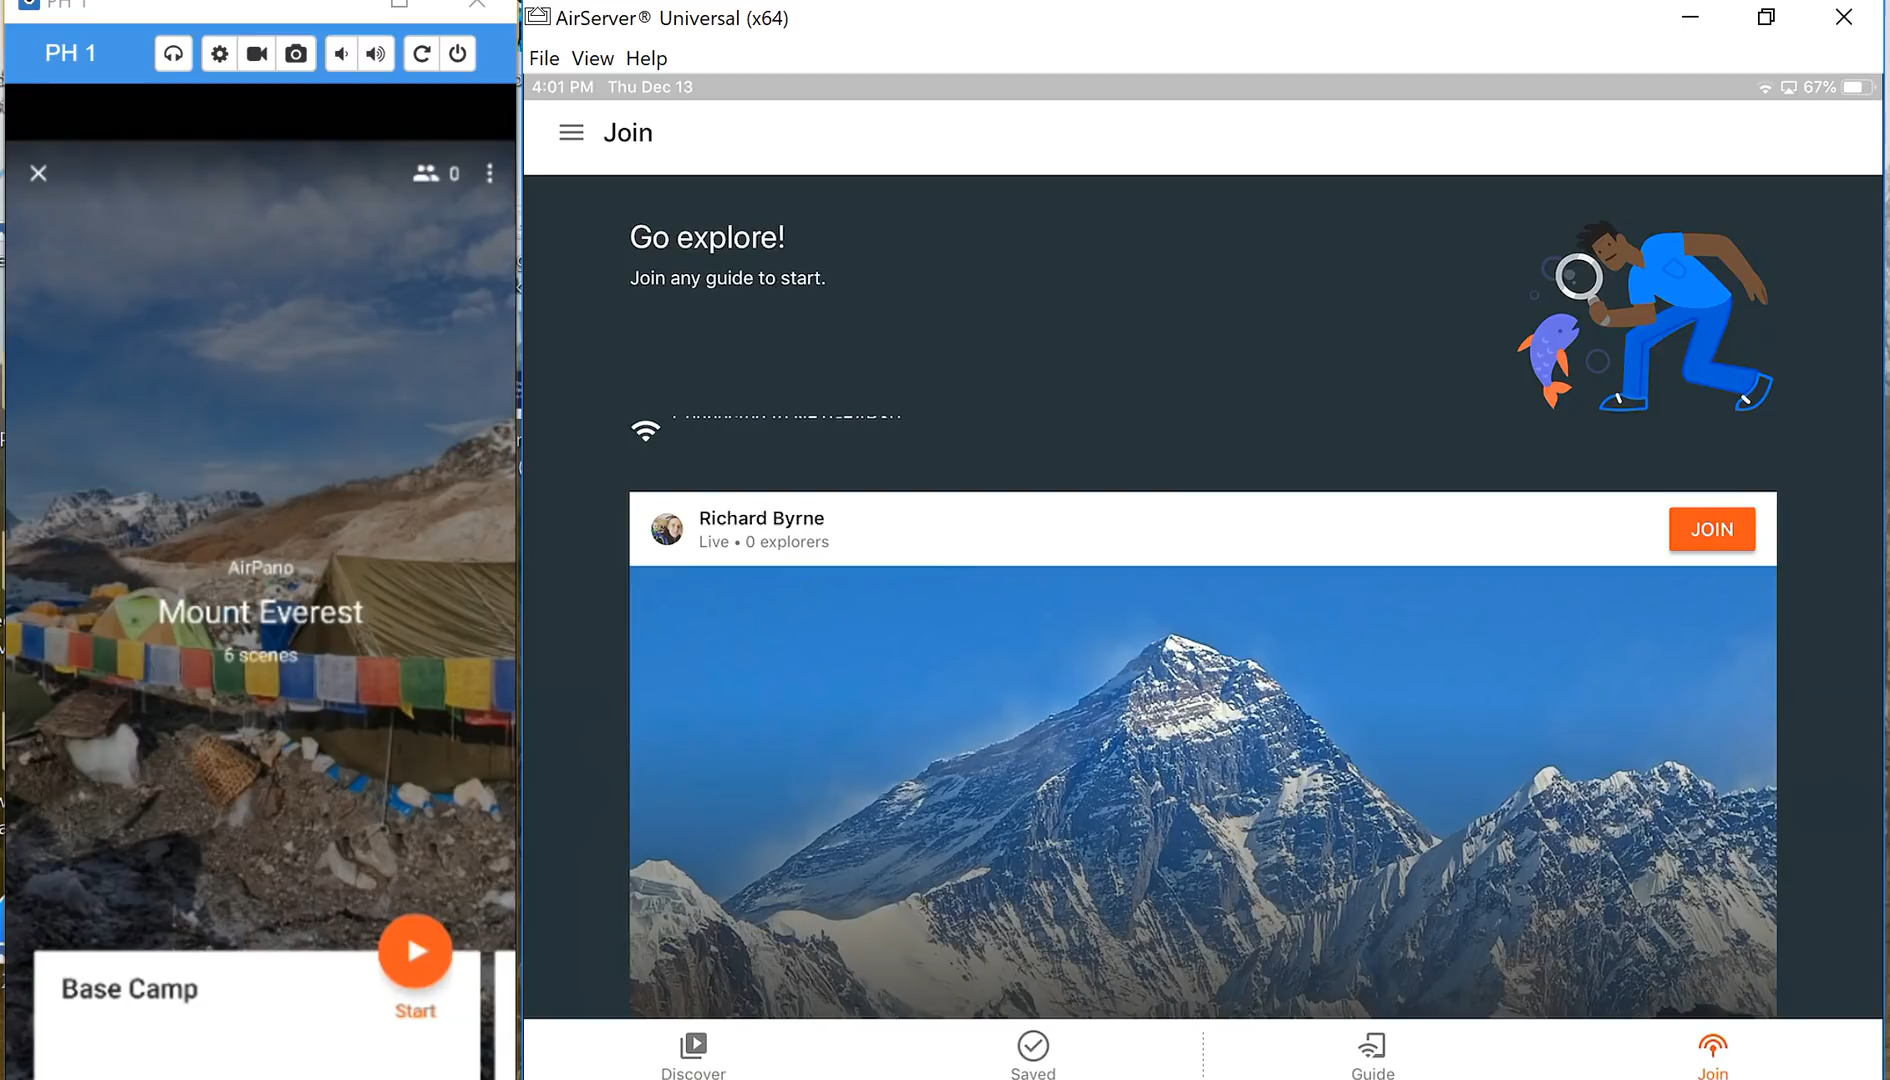 PH 1
PH 1
0
AirPano
Mount Everest
6 scenes
Base Camp
Start
AirServer® Universal (x64)
File View Help
4:01 PM Thu Dec 13
67%
Join
Go explore!
Join any guide to start.
Richard Byrne
Live • 0 explorers
JOIN
Discover
Saved
Guide
Join